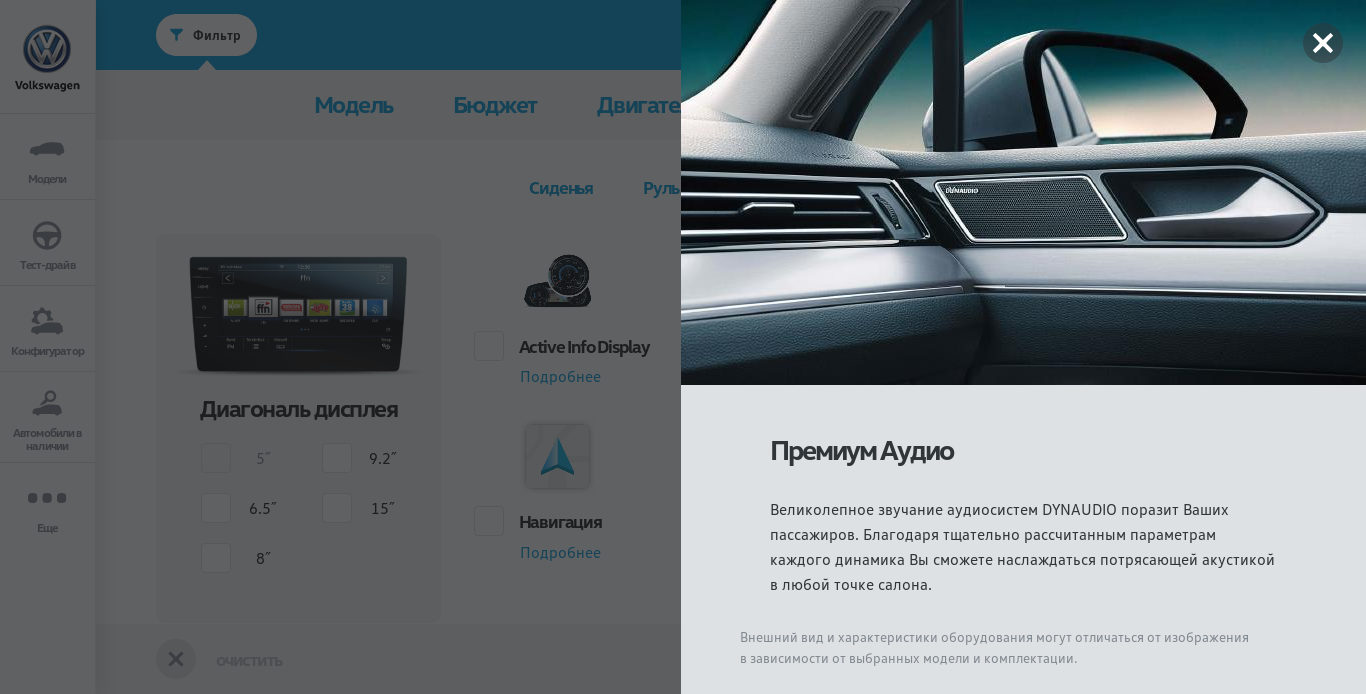 Volkswagen
Модели
Тест-драйв
Конфигуратор
Автомобили в
наличии
Еще
Фильтр
Модель Бюджет Двигате
Сиденья Руль
ffn
Диагональ дисплея
5″ 9.2″
6.5″ 15″
8″
Active Info Display
Подробнее
Навигация
Подробнее
ОЧИСТИТЬ
DYNAUDIO
Премиум Аудио
Великолепное звучание аудиосистем DYNAUDIO поразит Ваших
пассажиров. Благодаря тщательно рассчитанным параметрам
каждого динамика Вы сможете наслаждаться потрясающей акустикой
в любой точке салона.
Внешний вид и характеристики оборудования могут отличаться от изображения
в зависимости от выбранных модели и комплектации.